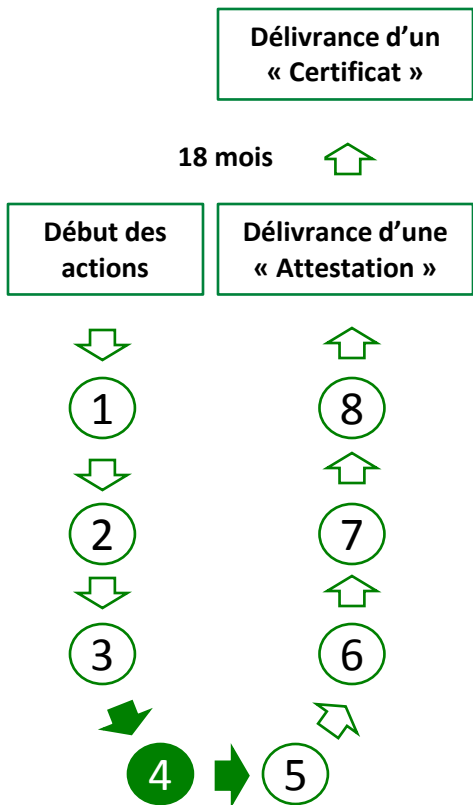 Délivrance d’un
« Certificat »
18 mois
Début des
actions
Délivrance d’une
« Attestation »
1
8
2
7
3
6
4
5